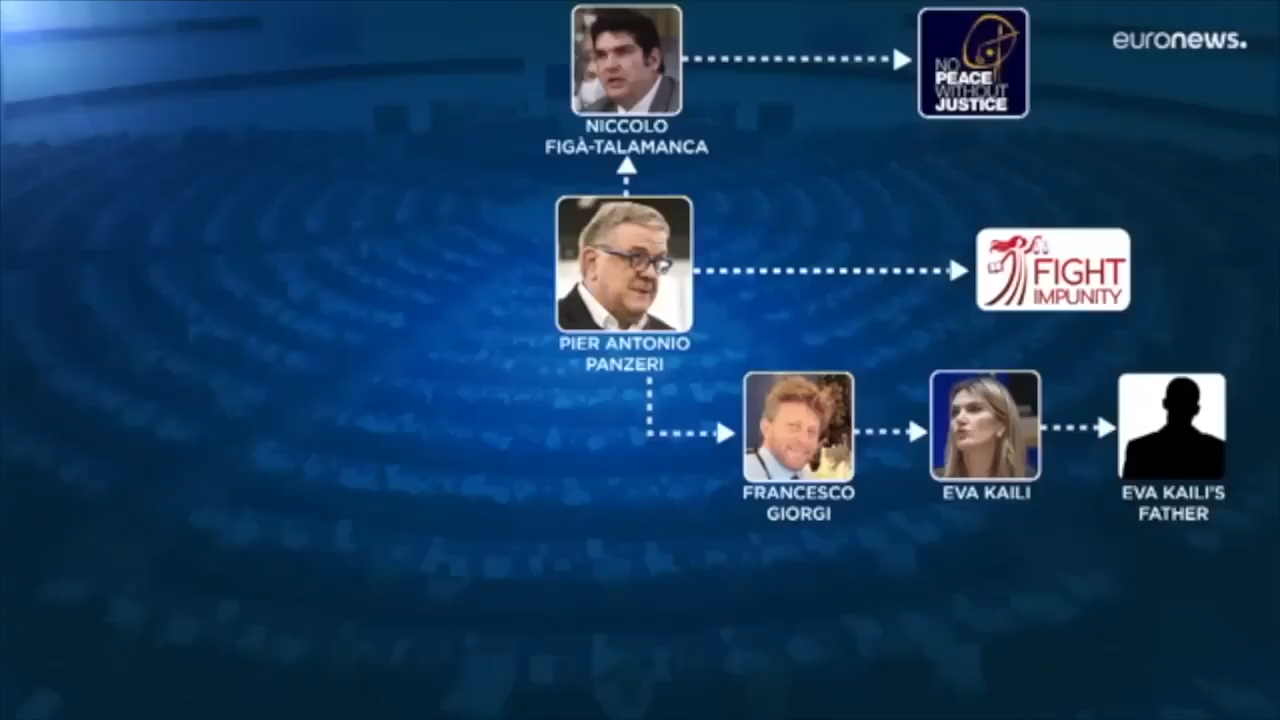 euronews.
NO
PEACE
WITHOUT
JUSTICE
NICCOLO
FIGÀ-TALAMANCA
FIGHT
IMPUNITY
PIER ANTONIO
PANZERI
FRANCESCO
GIORGI
EVA KAILI
EVA KAILI'S
FATHER